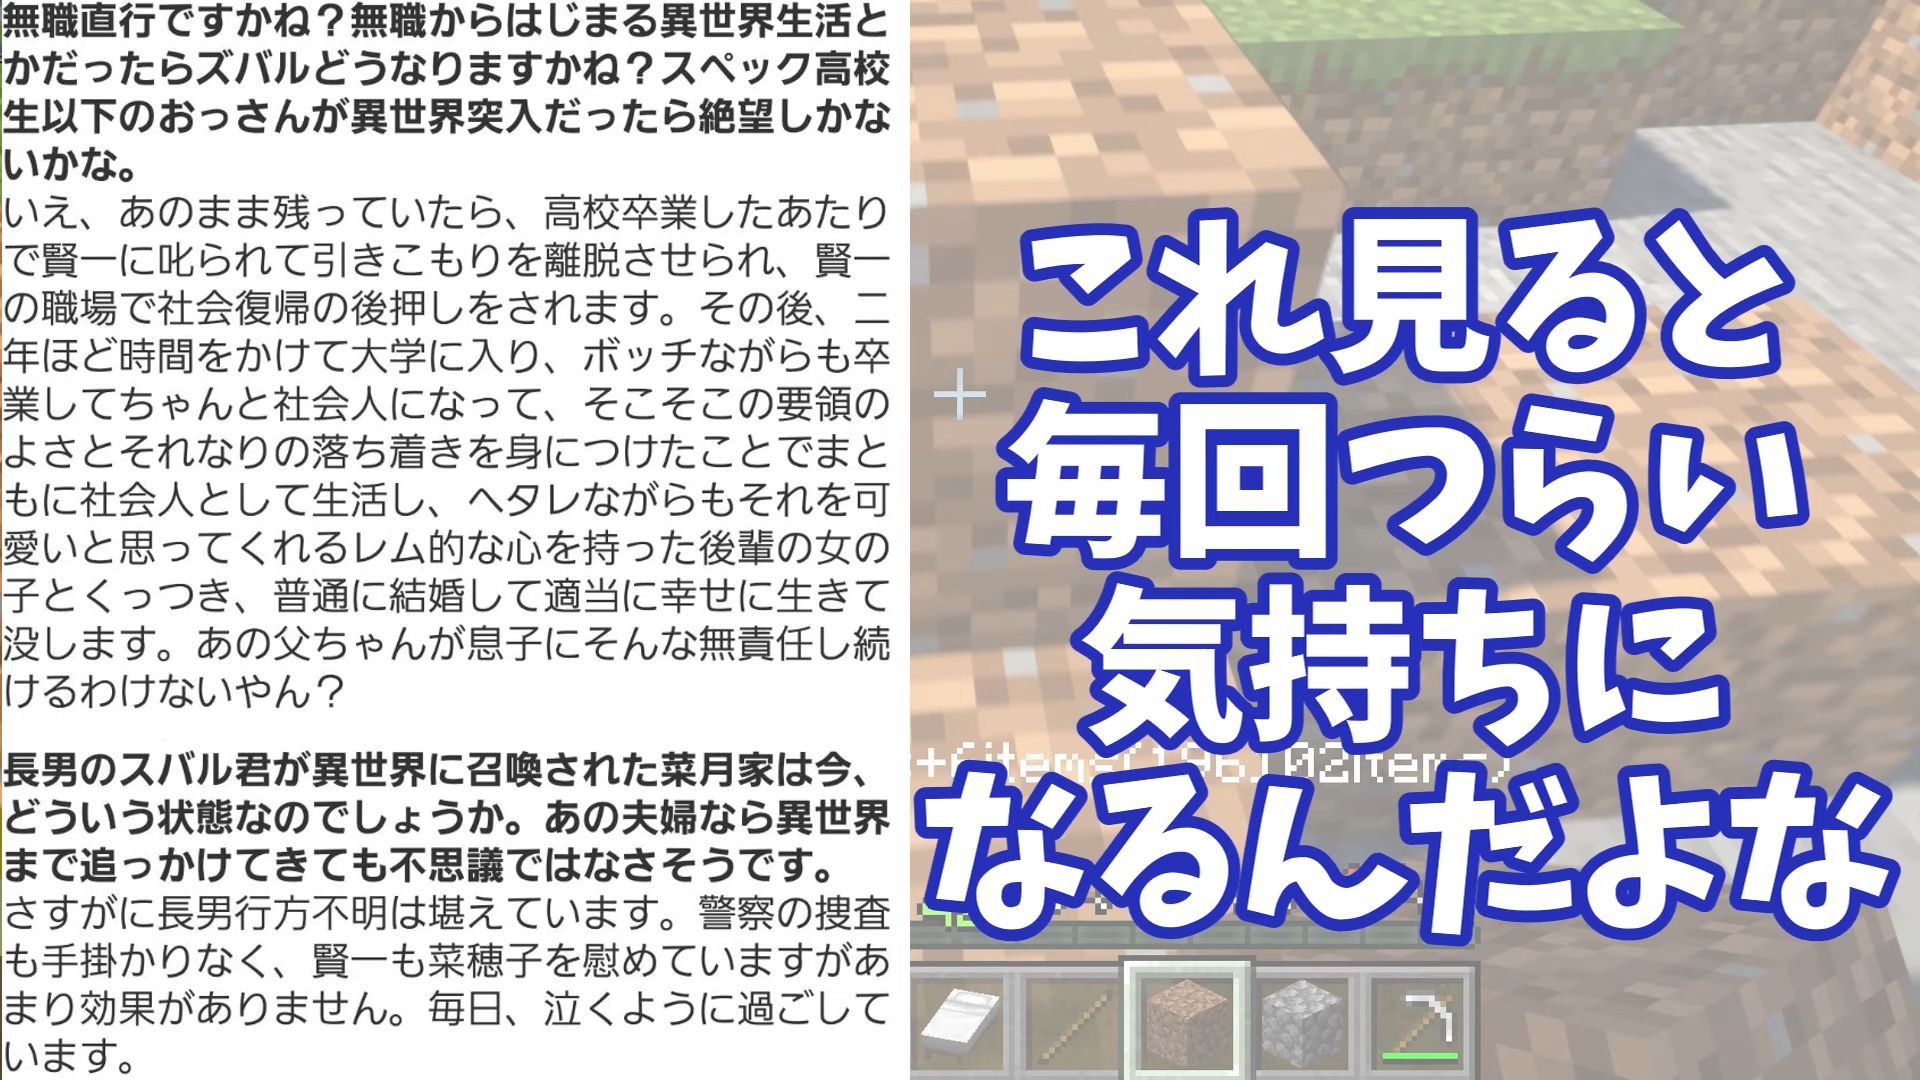 無職直行ですかね？無職からはじまる異世界生活と
かだったらズバルどうなりますかね？スペック高校
生以下のおっさんが異世界突入だったら絶望しかな
いかな。
いえ、あのまま残っていたら、高校卒業したあたり
で賢一に叱られて引きこもりを離脱させられ、賢一
の職場で社会復帰の後押しをされます。その後、二
年ほど時間をかけて大学に入り、ボッチながらも卒
業してちゃんと社会人になって、そこそこの要領の
よさとそれなりの落ち着きを身につけたことでまと
もに社会人として生活し、ヘタレながらもそれを可
愛いと思ってくれるレム的な心を持った後輩の女の
子とくっつき、普通に結婚して適当に幸せに生きて
没します。あの父ちゃんが息子にそんな無責任し続
けるわけないやん？
長男のスバル君が異世界に召喚された菜月家は今、
どういう状態なのでしょうか。あの夫婦なら異世界
まで追っかけてきても不思議ではなさそうです。
さすがに長男行方不明は堪えています。警察の捜査
も手掛かりなく、賢一も菜穂子を慰めていますがあ
まり効果がありません。毎日、泣くように過ごして
います。
これ見ると
毎回つらい
気持ちに
なるんだよな